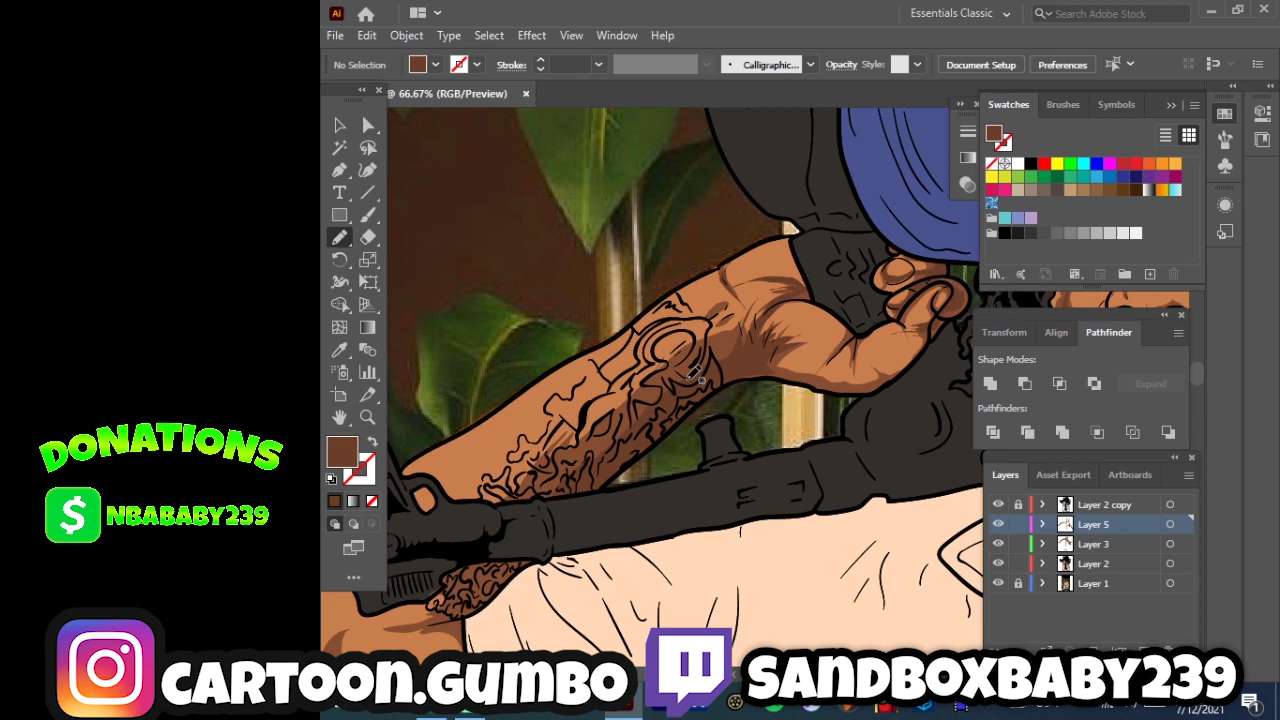 Ai
Essentials Classic
Search Adobe Stock
File Edit Object Type Select Effect View Window Help
No Selection
Stroke:
Calligraphic...
Opacity
Style:
Document Setup
Preferences
@ 66.67% (RGB/Preview)
Swatches Brushes Symbols
Transform Align Pathfinder
Shape Modes:
Expand
Pathfinders:
Layers Asset Export Artboards
Layer 2 copy
Layer 5
Layer 3
Layer 2
Layer 1
DONATIONS
$ NBABABY239
CARTOON.GUMBO
SANDBOXBABY239
7/12/2021